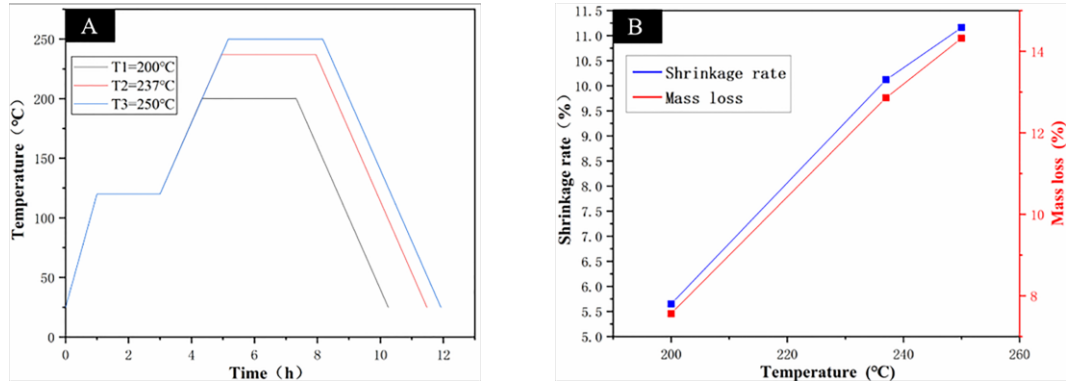 A
T1=200℃
T2=237℃
T3=250℃
Temperature（℃）
250
200
150
100
50
0
0
2
4
6
8
10
12
Time（h）
B
Shrinkage rate
Mass loss
Shrinkage rate（%）
11.5
11.0
10.5
10.0
9.5
9.0
8.5
8.0
7.5
7.0
6.5
6.0
5.5
5.0
200
220
240
260
Temperature (℃)
14
12
10
8
Mass loss (%)